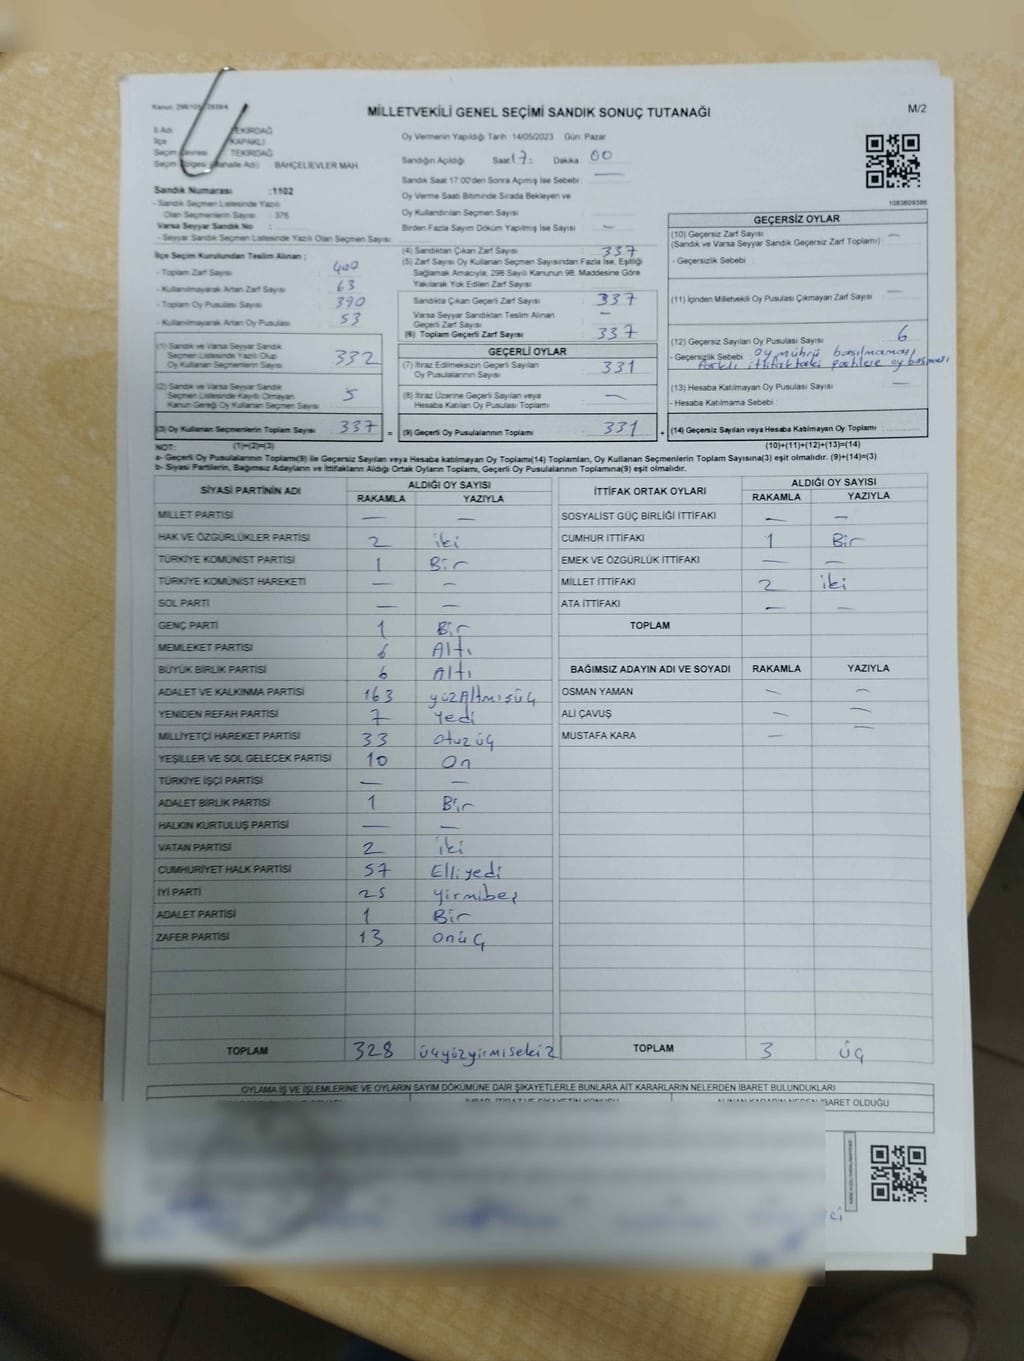 Kanun: 298/105
MİLLETVEKİLİ GENEL SEÇİMİ SANDIK SONUÇ TUTANAĞI
M/2
İl Adı TEKİRDAĞ
İlçe KAPAKLI
Seçim Çevresi TEKİRDAĞ
Seçim Bölgesi (Mahalle Adı) BAHÇELİEVLER MAH.
Sandık Numarası :1102
- Sandık Seçmen Listesinde Yazılı
Olan Seçmenlerin Sayısı : 376
Varsa Seyyar Sandık No :
- Seyyar Sandık Seçmen Listesinde Yazılı Olan Seçmen Sayısı :
İlçe Seçim Kurulundan Teslim Alınan ;
- Toplam Zarf Sayısı 400
- Kullanılmayarak Artan Zarf Sayısı 63
- Toplam Oy Pusulası Sayısı 390
- Kullanılmayarak Artan Oy Pusulası 53
(1) Sandık ve Varsa Seyyar Sandık
Seçmen Listesinde Yazılı Olup
Oy Kullanan Seçmenlerin Sayısı 332
(2) Sandık ve Varsa Seyyar Sandık
Seçmen Listesinde Kaydı Olmayan
Kanun Gereği Oy Kullanan Seçmen Sayısı 5
(3) Oy Kullanan Seçmenlerin Toplam Sayısı 337 =
Oy Vermenin Yapıldığı Tarih :14/05/2023 Gün: Pazar
Sandığın Açıldığı Saat 17: Dakika 00
Sandık Saat 17:00'den Sonra Açılmış İse Sebebi : —
Oy Verme Saati Bitiminde Sırada Bekleyen ve
Oy Kullandırılan Seçmen Sayısı
Birden Fazla Sayım Döküm Yapılmış İse Sayısı : —
(4) Sandıktan Çıkan Zarf Sayısı : 337
(5) Zarf Sayısı Oy Kullanan Seçmen Sayısından Fazla İse, Eşitliği
Sağlamak Amacıyla; 298 Sayılı Kanunun 98. Maddesine Göre
Yakılarak Yok Edilen Zarf Sayısı :
Sandıkta Çıkan Geçerli Zarf Sayısı : 337
Varsa Seyyar Sandıktan Teslim Alınan
Geçerli Zarf Sayısı : —
(6) Toplam Geçerli Zarf Sayısı : 337
GEÇERLİ OYLAR
(7) İtiraz Edilmeksizin Geçerli Sayılan
Oy Pusulalarının Sayısı : 331
(8) İtiraz Üzerine Geçerli Sayılan veya
Hesaba Katılan Oy Pusulası Toplamı : —
(9) Geçerli Oy Pusulalarının Toplamı : 331 +
1083809386
GEÇERSİZ OYLAR
(10) Geçersiz Zarf Sayısı : —
(Sandık ve Varsa Seyyar Sandık Geçersiz Zarf Toplamı)
- Geçersizlik Sebebi :
(11) İçinden Milletvekili Oy Pusulası Çıkmayan Zarf Sayısı : —
(12) Geçersiz Sayılan Oy Pusulası Sayısı : 6
- Geçersizlik Sebebi : Oy mührü basılmaması
farklı ittifaktaki partilere oy basması
(13) Hesaba Katılmayan Oy Pusulası Sayısı : —
- Hesaba Katılmama Sebebi :
(14) Geçersiz Sayılan veya Hesaba Katılmayan Oy Toplamı :
NOT: (1)+(2)=(3) (10)+(11)+(12)+(13)=(14)
a- Geçerli Oy Pusulalarının Toplamı(9) ile Geçersiz Sayılan veya Hesaba katılmayan Oy Toplamı(14) Toplamları, Oy Kullanan Seçmenlerin Toplam Sayısına(3) eşit olmalıdır. (9)+(14)=(3)
b- Siyasi Partilerin, Bağımsız Adayların ve İttifakların Aldığı Ortak Oyların Toplamı, Geçerli Oy Pusulalarının Toplamına(9) eşit olmalıdır.
SİYASİ PARTİNİN ADI ALDIĞI OY SAYISI
RAKAMLA YAZIYLA
MİLLET PARTİSİ — —
HAK VE ÖZGÜRLÜKLER PARTİSİ 2 iki
TÜRKİYE KOMÜNİST PARTİSİ 1 Bir
TÜRKİYE KOMÜNİST HAREKETİ — —
SOL PARTİ — —
GENÇ PARTİ 1 Bir
MEMLEKET PARTİSİ 6 Altı
BÜYÜK BİRLİK PARTİSİ 6 Altı
ADALET VE KALKINMA PARTİSİ 163 yüzAltmışüç
YENİDEN REFAH PARTİSİ 7 Yedi
MİLLİYETÇİ HAREKET PARTİSİ 33 otuzüç
YEŞİLLER VE SOL GELECEK PARTİSİ 10 On
TÜRKİYE İŞÇİ PARTİSİ — —
ADALET BİRLİK PARTİSİ 1 Bir
HALKIN KURTULUŞ PARTİSİ — —
VATAN PARTİSİ 2 iki
CUMHURİYET HALK PARTİSİ 57 Elliyedi
İYİ PARTİ 25 yirmibeş
ADALET PARTİSİ 1 Bir
ZAFER PARTİSİ 13 onüç
TOPLAM 328 üçyüzyirmisekiz
İTTİFAK ORTAK OYLARI ALDIĞI OY SAYISI
RAKAMLA YAZIYLA
SOSYALİST GÜÇ BİRLİĞİ İTTİFAKI — —
CUMHUR İTTİFAKI 1 Bir
EMEK VE ÖZGÜRLÜK İTTİFAKI — —
MİLLET İTTİFAKI 2 iki
ATA İTTİFAKI — —
TOPLAM
BAĞIMSIZ ADAYIN ADI VE SOYADI RAKAMLA YAZIYLA
OSMAN YAMAN — —
ALİ ÇAVUŞ — —
MUSTAFA KARA — —
TOPLAM 3 üç
OYLAMA İŞ VE İŞLEMLERİNE VE OYLARIN SAYIM DÖKÜMÜNE DAİR ŞİKAYETLERLE BUNLARA AİT KARARLARIN NELERDEN İBARET BULUNDUKLARI
İHBAR, İTİRAZ VE ŞİKAYETİN KONUSU ALINAN KARARIN NEDEN İBARET OLDUĞU